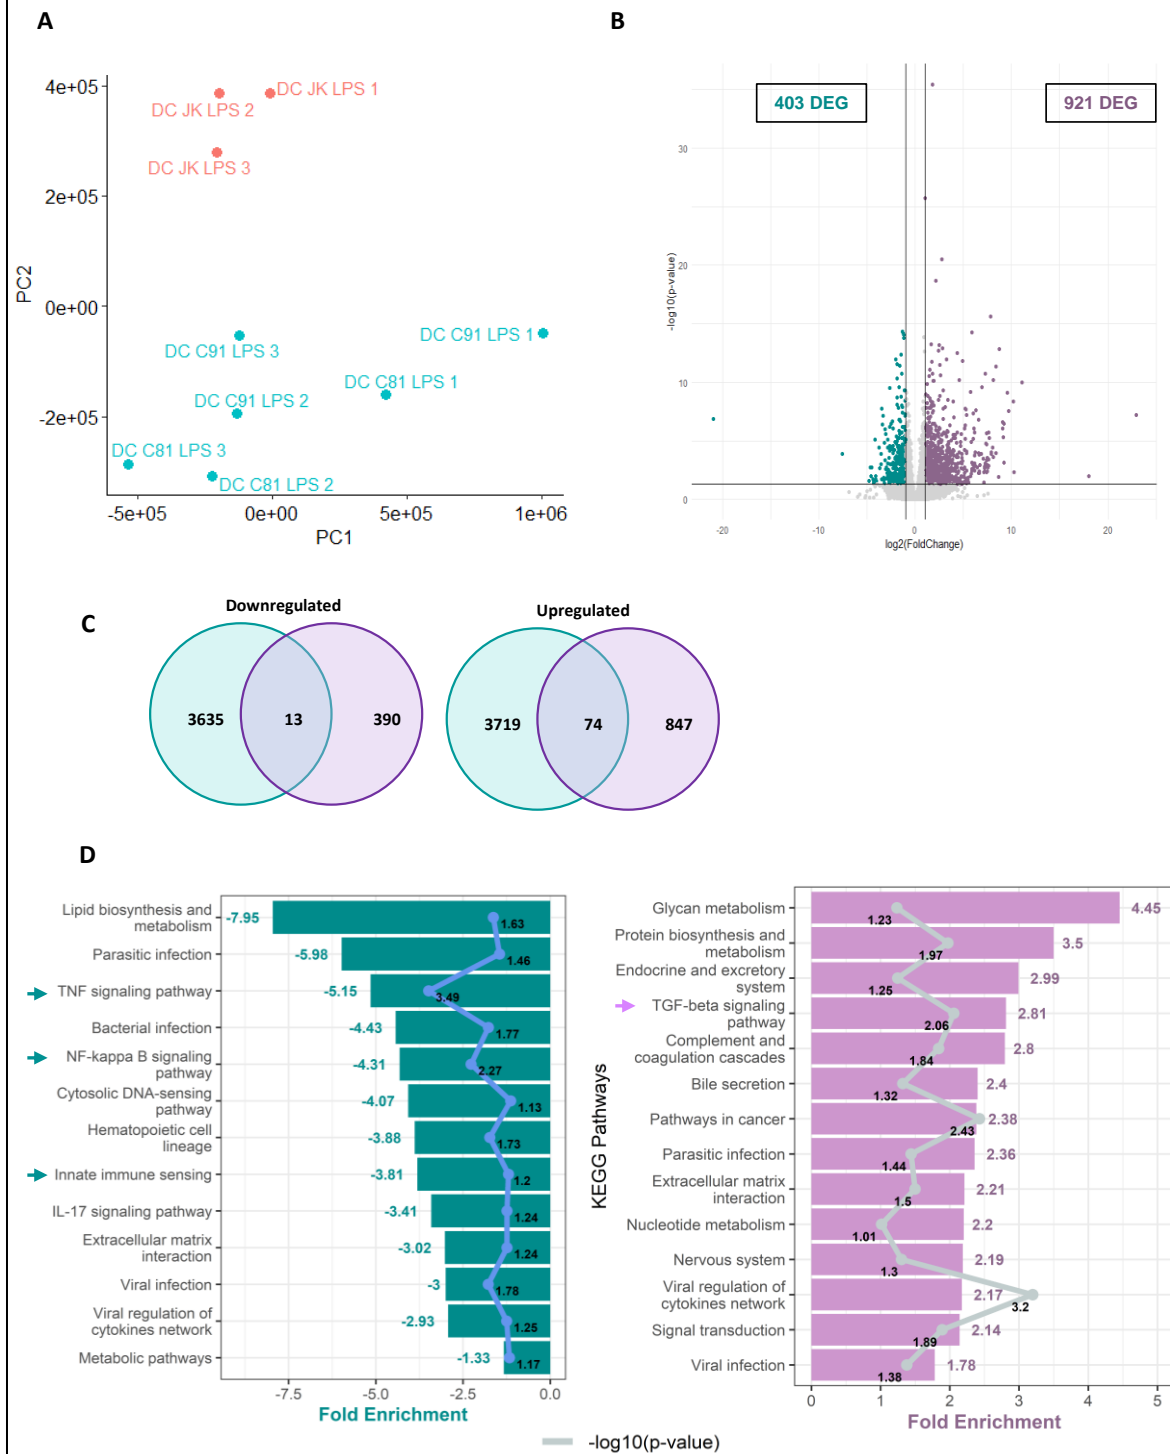 A
B
4e+05
2e+05
0e+00
-2e+05
PC2
DC JK LPS 1
DC JK LPS 2
DC JK LPS 3
DC C91 LPS 1
DC C91 LPS 3
DC C81 LPS 1
DC C91 LPS 2
DC C81 LPS 3
DC C81 LPS 2
-5e+05
0e+00
5e+05
1e+06
PC1
403 DEG
921 DEG
30
20
10
0
-log10(p-value)
-20
-10
0
10
20
log2(FoldChange)
C
Downregulated
3635
13
390
Upregulated
3719
74
847
D
Lipid biosynthesis and
metabolism
-7.95
1.63
Parasitic infection
-5.98
1.46
TNF signaling pathway
-5.15
3.49
Bacterial infection
-4.43
1.77
NF-kappa B signaling
pathway
-4.31
2.27
Cytosolic DNA-sensing
pathway
-4.07
1.13
Hematopoietic cell
lineage
-3.88
1.73
Innate immune sensing
-3.81
1.2
IL-17 signaling pathway
-3.41
1.24
Extracellular matrix
interaction
-3.02
1.24
Viral infection
-3
1.78
Viral regulation of
cytokines network
-2.93
1.25
Metabolic pathways
-1.33
1.17
-7.5
-5.0
-2.5
0.0
Fold Enrichment
KEGG Pathways
Glycan metabolism
1.23
4.45
Protein biosynthesis and
metabolism
1.97
3.5
Endocrine and excretory
system
1.25
2.99
TGF-beta signaling
pathway
2.06
2.81
Complement and
coagulation cascades
1.84
2.8
Bile secretion
1.32
2.4
Pathways in cancer
2.43
2.38
Parasitic infection
1.44
2.36
Extracellular matrix
interaction
1.5
2.21
Nucleotide metabolism
1.01
2.2
Nervous system
1.3
2.19
Viral regulation of
cytokines network
2.17
3.2
Signal transduction
1.89
2.14
Viral infection
1.38
1.78
0
1
2
3
4
5
Fold Enrichment
-log10(p-value)